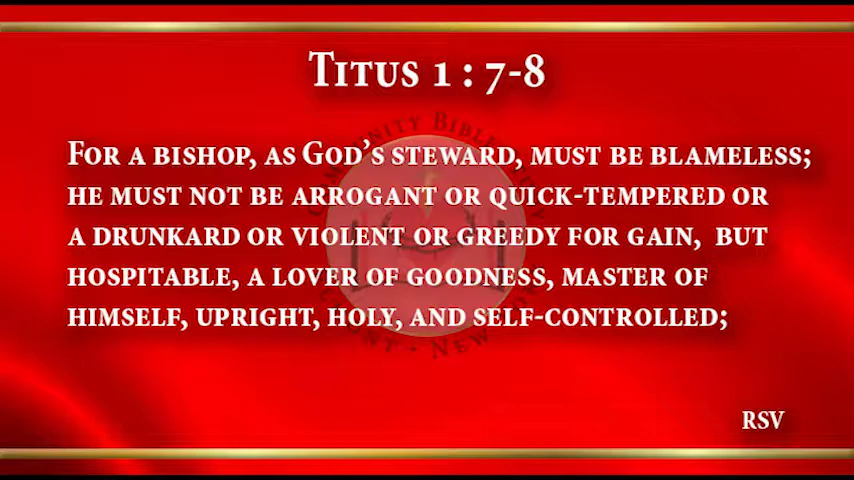 Titus 1 : 7-8
For a bishop, as God's steward, must be blameless;
he must not be arrogant or quick-tempered or
a drunkard or violent or greedy for gain, but
hospitable, a lover of goodness, master of
himself, upright, holy, and self-controlled;
RSV